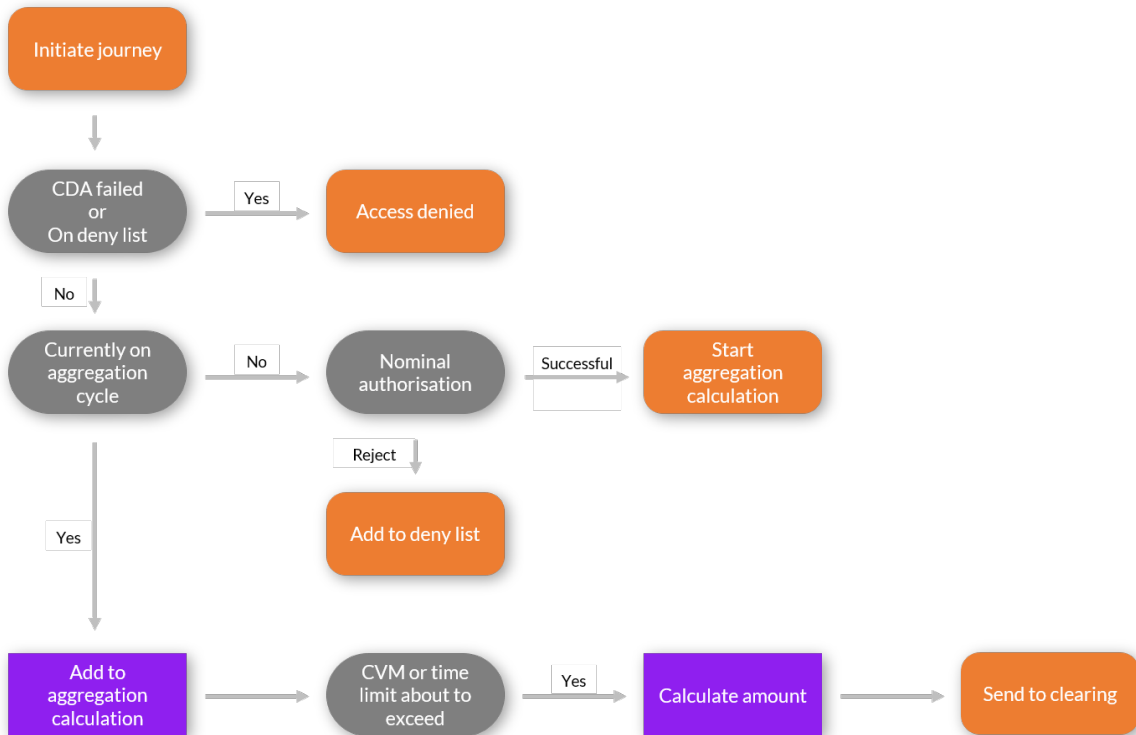 Initiate journey
CDA failed
or
On deny list
Yes
Access denied
No
Currently on
aggregation
cycle
No
Nominal
authorisation
Successful
Start
aggregation
calculation
Reject
Add to deny list
Yes
Add to
aggregation
calculation
CVM or time
limit about to
exceed
Yes
Calculate amount
Send to clearing